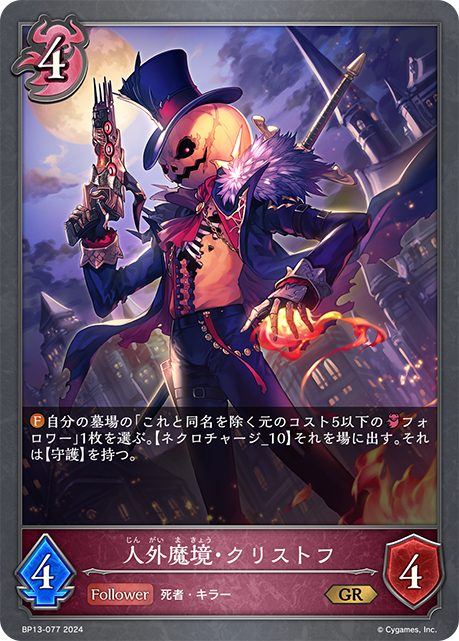 4
Ⓕ自分の墓場の「これと同名を除く元のコスト5以下のフォ
ロワー」1枚を選ぶ。【ネクロチャージ_10】それを場に出す。それ
は【守護】を持つ。
じんがいまきょう
人外魔境・クリストフ
4
Follower 死者・キラー
GR
4
BP13-077 2024
© Cygames, Inc.